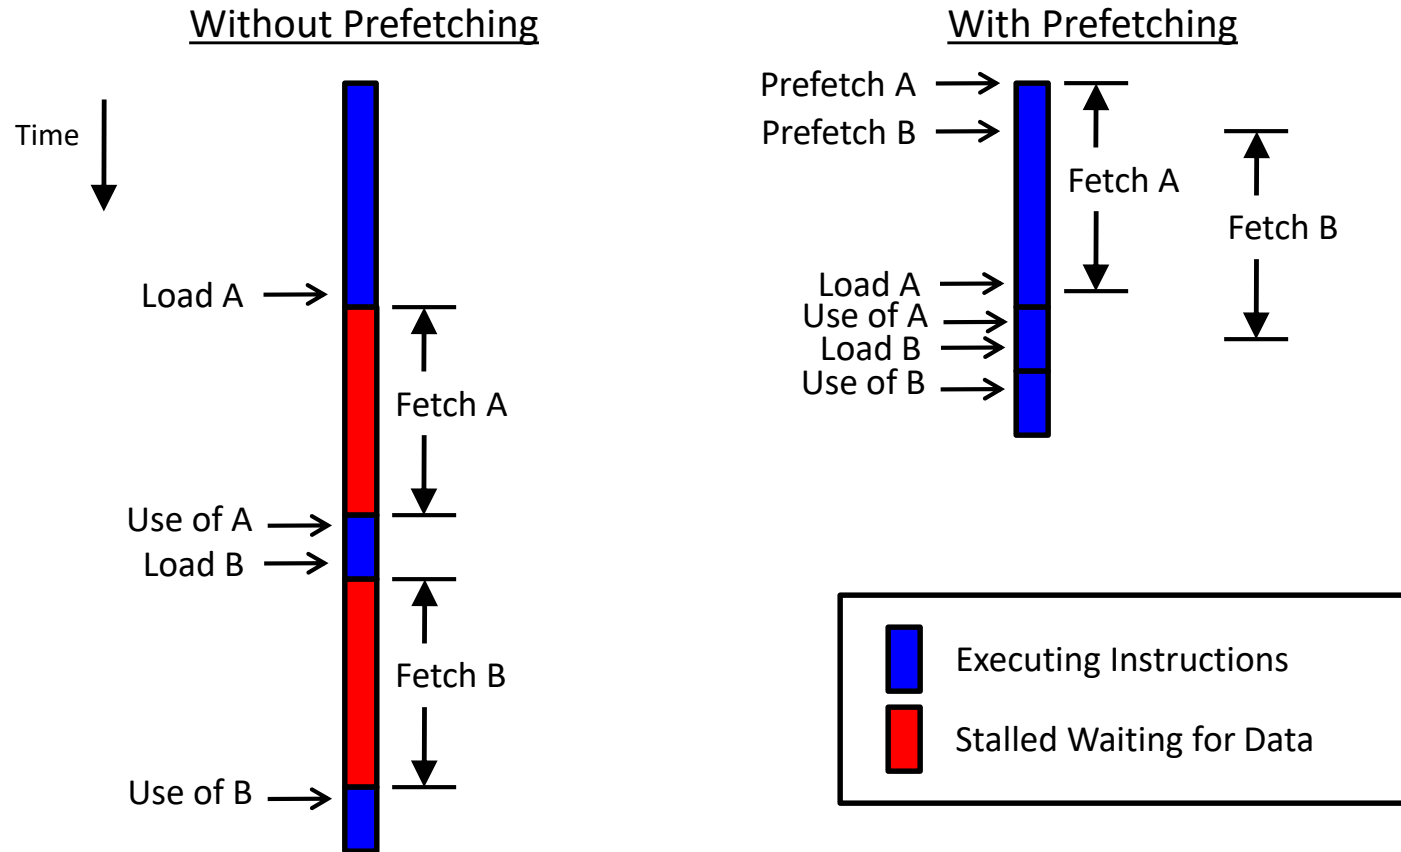 Without Prefetching
Time
Load A
Fetch A
Use of A
Load B
Fetch B
Use of B
With Prefetching
Prefetch A
Prefetch B
Fetch A
Fetch B
Load A
Use of A
Load B
Use of B
Executing Instructions
Stalled Waiting for Data